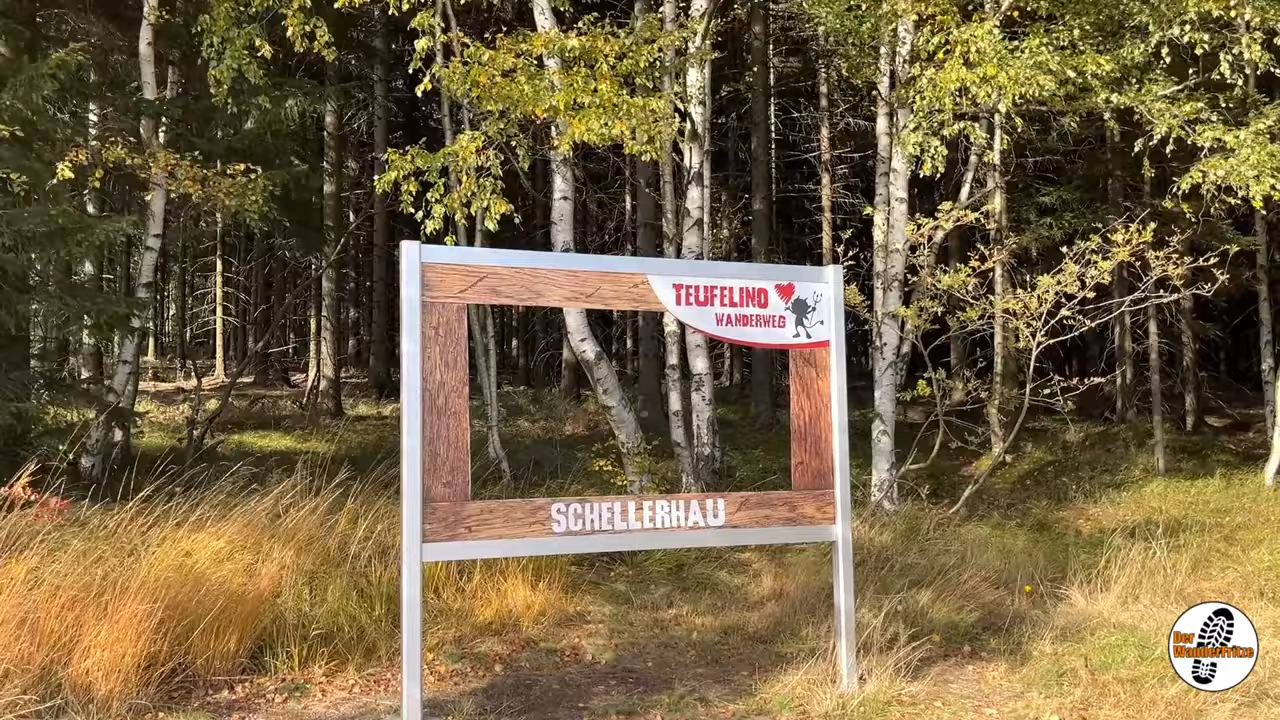 TEUFELINO
WANDERWEG
SCHELLERHAU
Der
WanderFritze